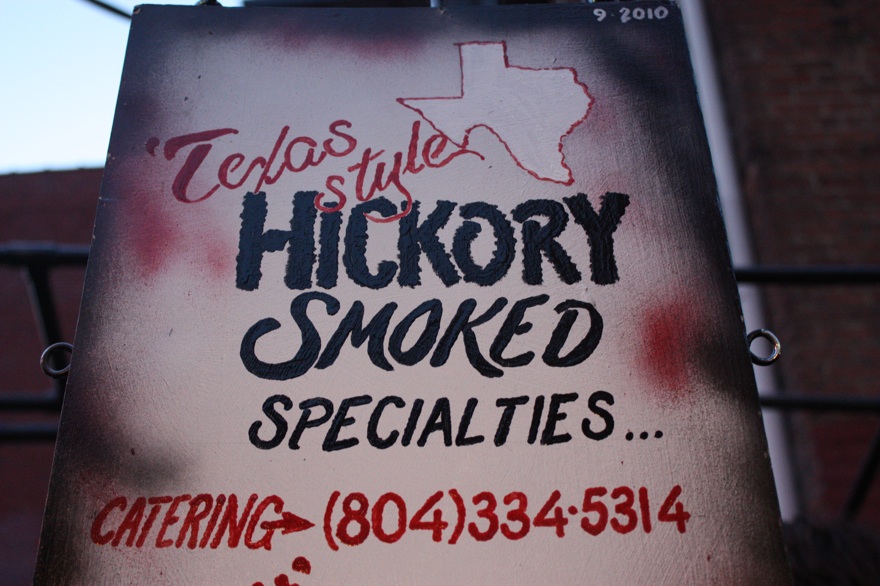 9·2010
'Texas
style
HICKORY
SMOKED
SPECIALTIES...
CATERING→(804)334·5314